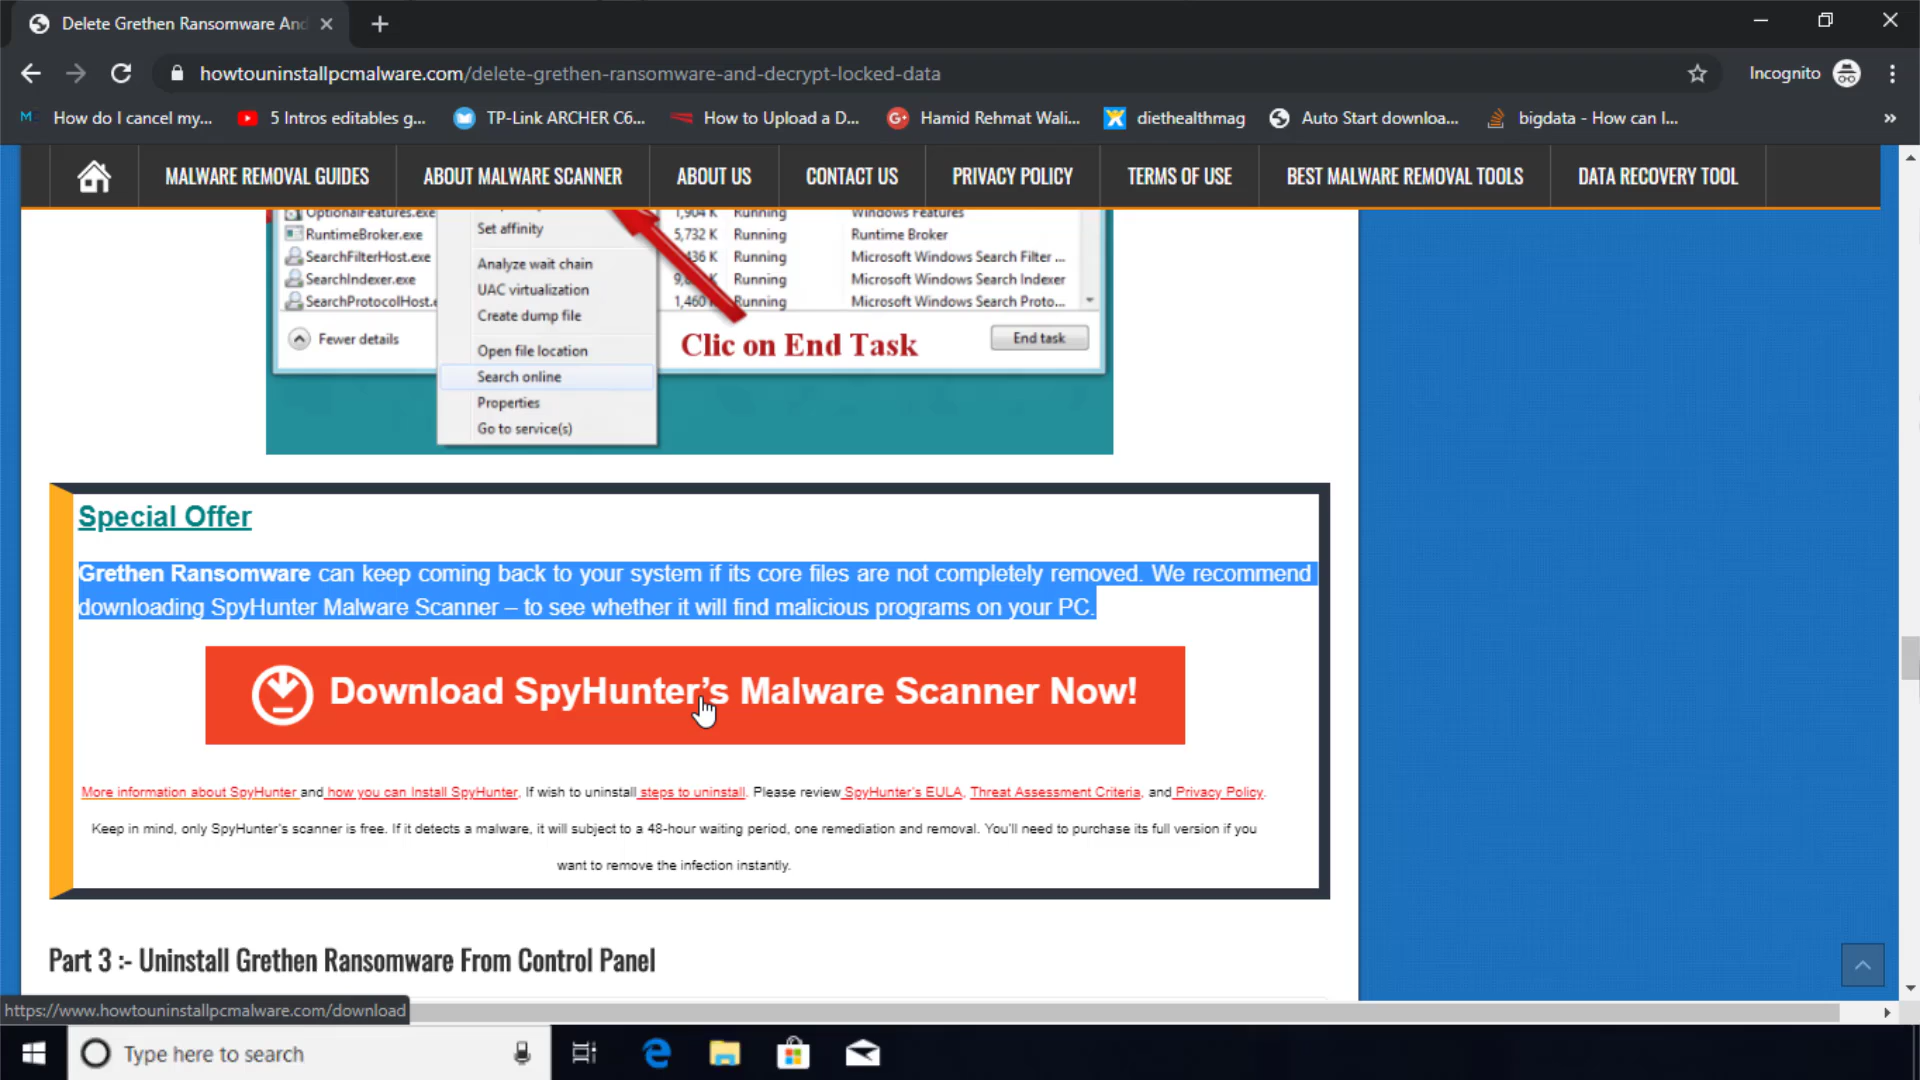 Delete Grethen Ransomware And
howtouninstallpcmalware.com/delete-grethen-ransomware-and-decrypt-locked-data
Incognito
How do I cancel my...
5 Intros editables g...
TP-Link ARCHER C6...
How to Upload a D...
Hamid Rehmat Wali...
diethealthmag
Auto Start downloa...
bigdata - How can I...
MALWARE REMOVAL GUIDES
ABOUT MALWARE SCANNER
ABOUT US
CONTACT US
PRIVACY POLICY
TERMS OF USE
BEST MALWARE REMOVAL TOOLS
DATA RECOVERY TOOL
OptionalFeatures.exe
1,904 K Running Windows Features
RuntimeBroker.exe
Set affinity
5,732 K Running Runtime Broker
SearchFilterHost.exe
Analyze wait chain
436 K Running Microsoft Windows Search Filter ...
SearchIndexer.exe
UAC virtualization
Running Microsoft Windows Search Indexer
SearchProtocolHost.e
Create dump file
1,460 Running Microsoft Windows Search Proto...
Fewer details
Open file location
Clic on End Task
End task
Search online
Properties
Go to service(s)
Special Offer
Grethen Ransomware can keep coming back to your system if its core files are not completely removed. We recommend
downloading SpyHunter Malware Scanner – to see whether it will find malicious programs on your PC.
Download SpyHunter’s Malware Scanner Now!
More information about SpyHunter and how you can Install SpyHunter. If wish to uninstall steps to uninstall. Please review SpyHunter's EULA, Threat Assessment Criteria, and Privacy Policy.
Keep in mind, only SpyHunter's scanner is free. If it detects a malware, it will subject to a 48-hour waiting period, one remediation and removal. You'll need to purchase its full version if you
want to remove the infection instantly.
Part 3 :- Uninstall Grethen Ransomware From Control Panel
https://www.howtouninstallpcmalware.com/download
Type here to search